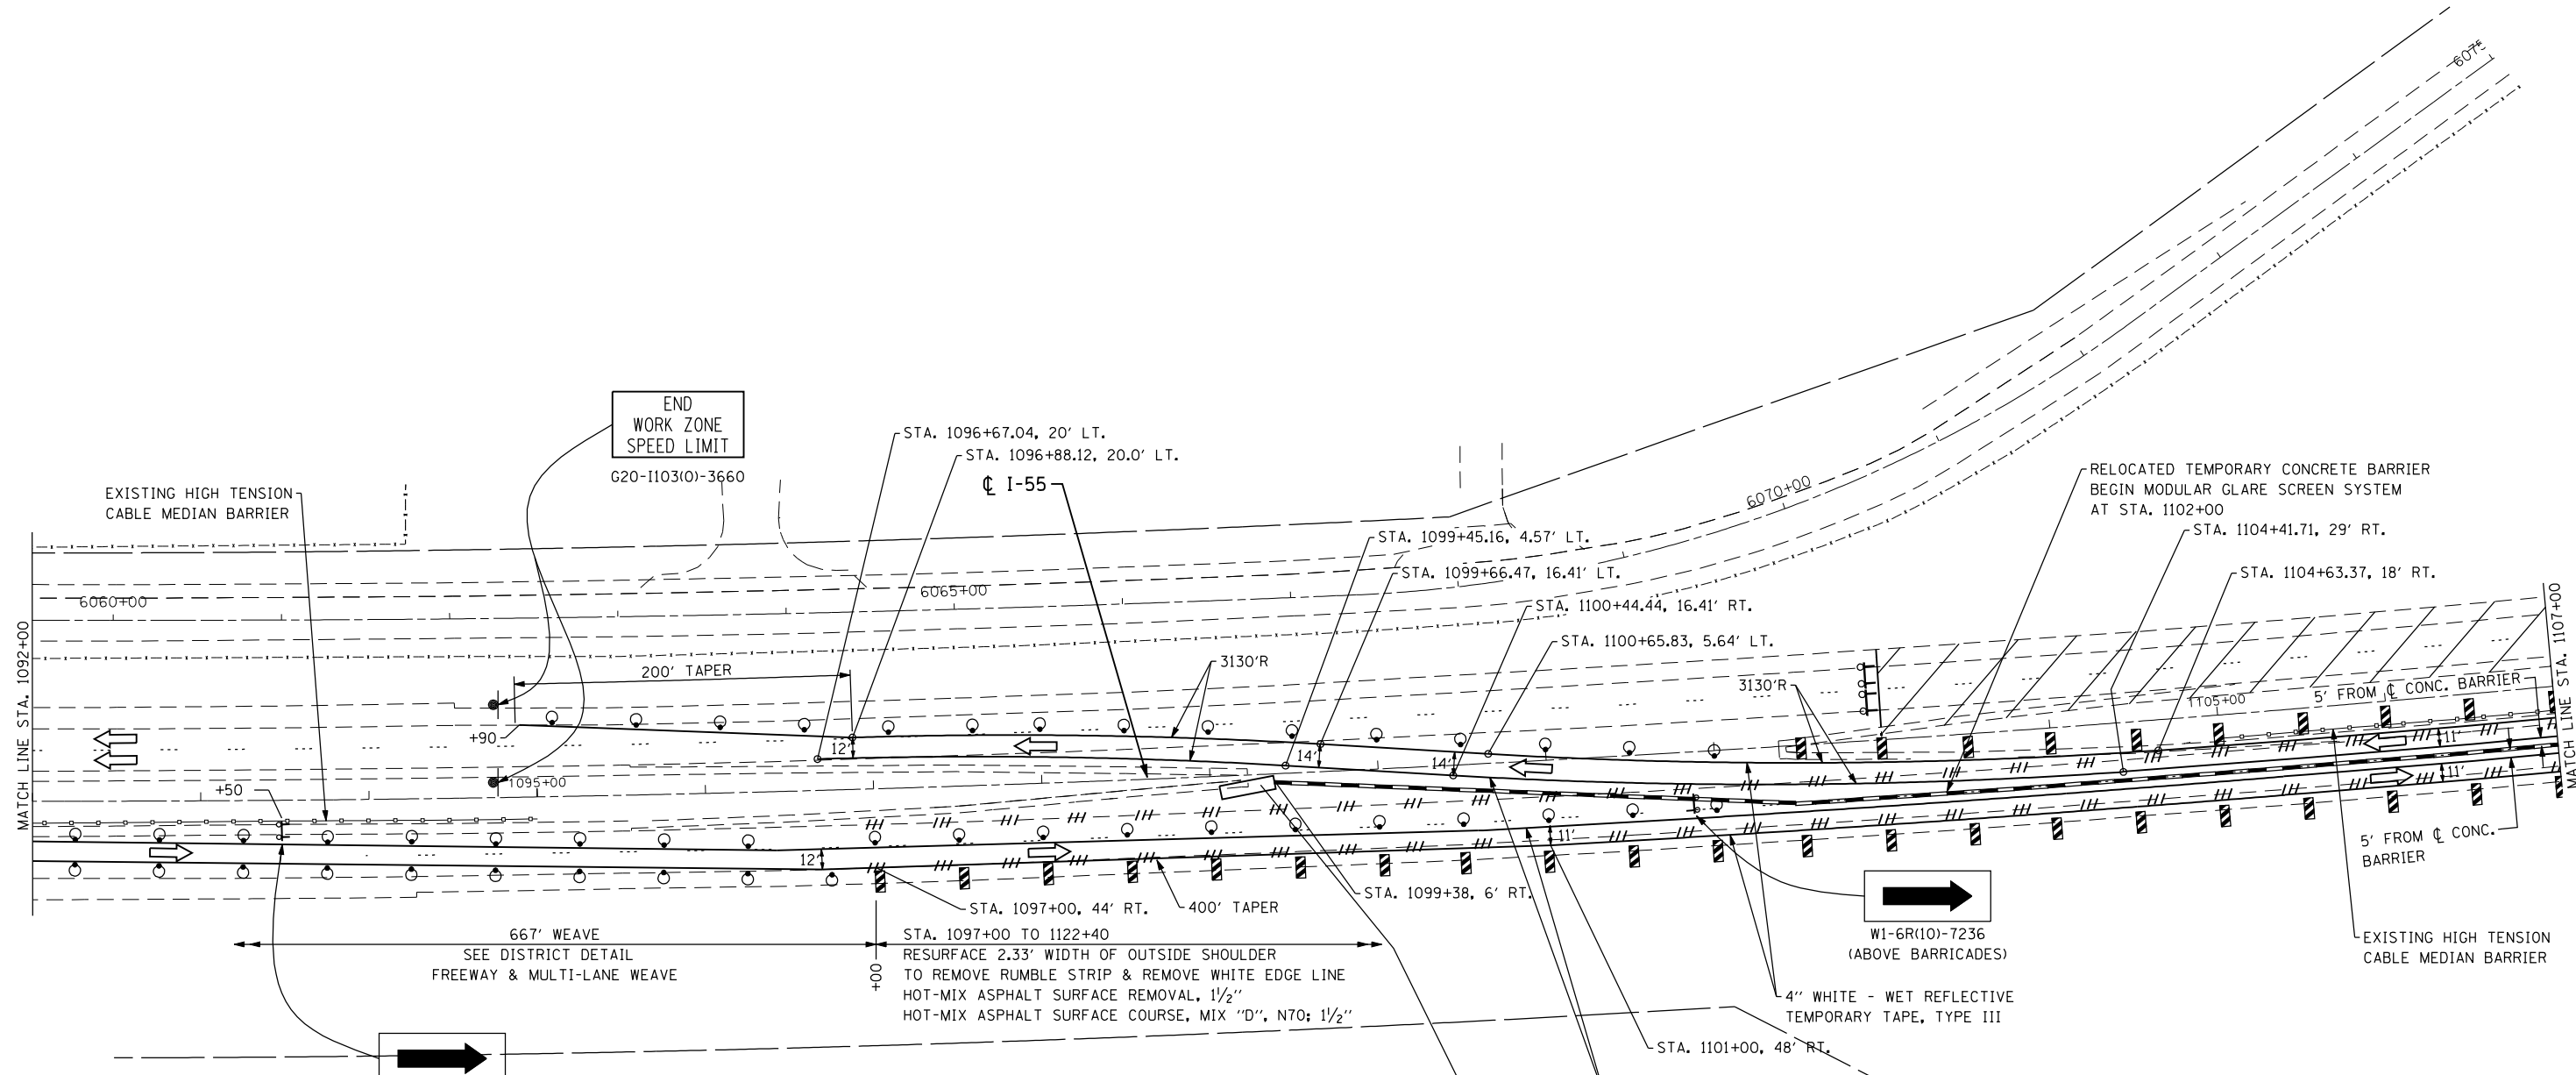 6075
END
WORK ZONE
SPEED LIMIT
G20-I103(0)-3660
STA. 1096+67.04, 20' LT.
STA. 1096+88.12, 20.0' LT.
℄ I-55
EXISTING HIGH TENSION
CABLE MEDIAN BARRIER
6070+00
RELOCATED TEMPORARY CONCRETE BARRIER
BEGIN MODULAR GLARE SCREEN SYSTEM
AT STA. 1102+00
STA. 1104+41.71, 29' RT.
STA. 1099+45.16, 4.57' LT.
STA. 1099+66.47, 16.41' LT.
STA. 1104+63.37, 18' RT.
6060+00
6065+00
STA. 1100+44.44, 16.41' RT.
STA. 1100+65.83, 5.64' LT.
MATCH LINE STA. 1092+00
MATCH LINE STA. 1107+00
200' TAPER
3130'R
3130'R
5' FROM ℄ CONC. BARRIER
1105+00
+90
12'
14'
14'
11'
11'
1095+00
+50
12'
11'
5' FROM ℄ CONC.
BARRIER
STA. 1099+38, 6' RT.
STA. 1097+00, 44' RT.
400' TAPER
W1-6R(10)-7236
(ABOVE BARRICADES)
667' WEAVE
SEE DISTRICT DETAIL
FREEWAY & MULTI-LANE WEAVE
+00
STA. 1097+00 TO 1122+40
RESURFACE 2.33' WIDTH OF OUTSIDE SHOULDER
TO REMOVE RUMBLE STRIP & REMOVE WHITE EDGE LINE
HOT-MIX ASPHALT SURFACE REMOVAL, 1½"
HOT-MIX ASPHALT SURFACE COURSE, MIX "D", N70; 1½"
EXISTING HIGH TENSION
CABLE MEDIAN BARRIER
4" WHITE - WET REFLECTIVE
TEMPORARY TAPE, TYPE III
STA. 1101+00, 48' RT.